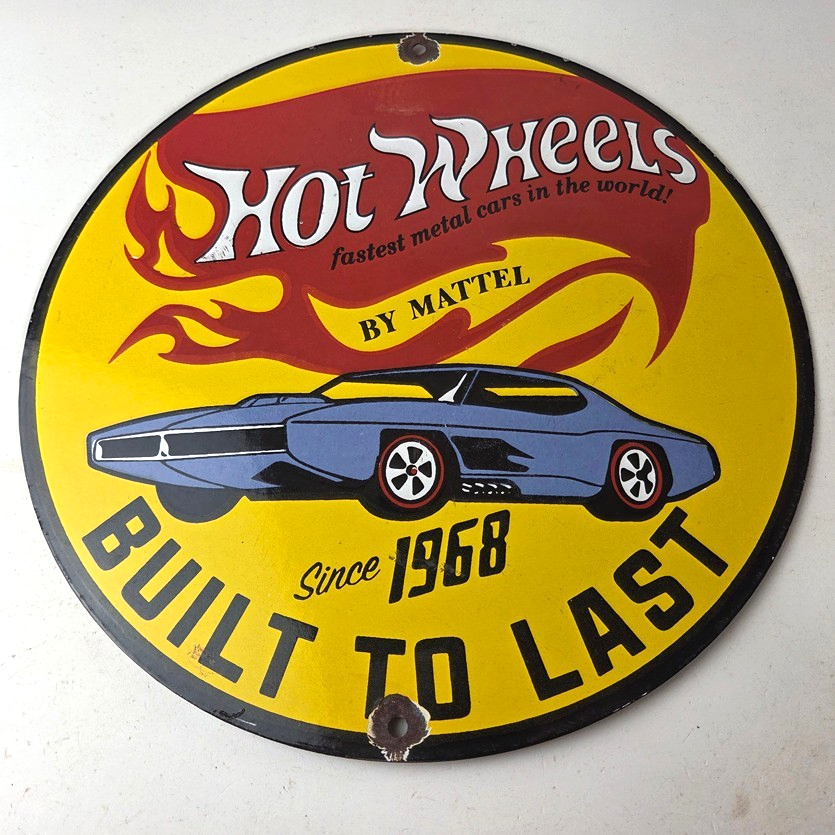 Hot Wheels
fastest metal cars in the world!
BY MATTEL
Since 1968
BUILT TO LAST